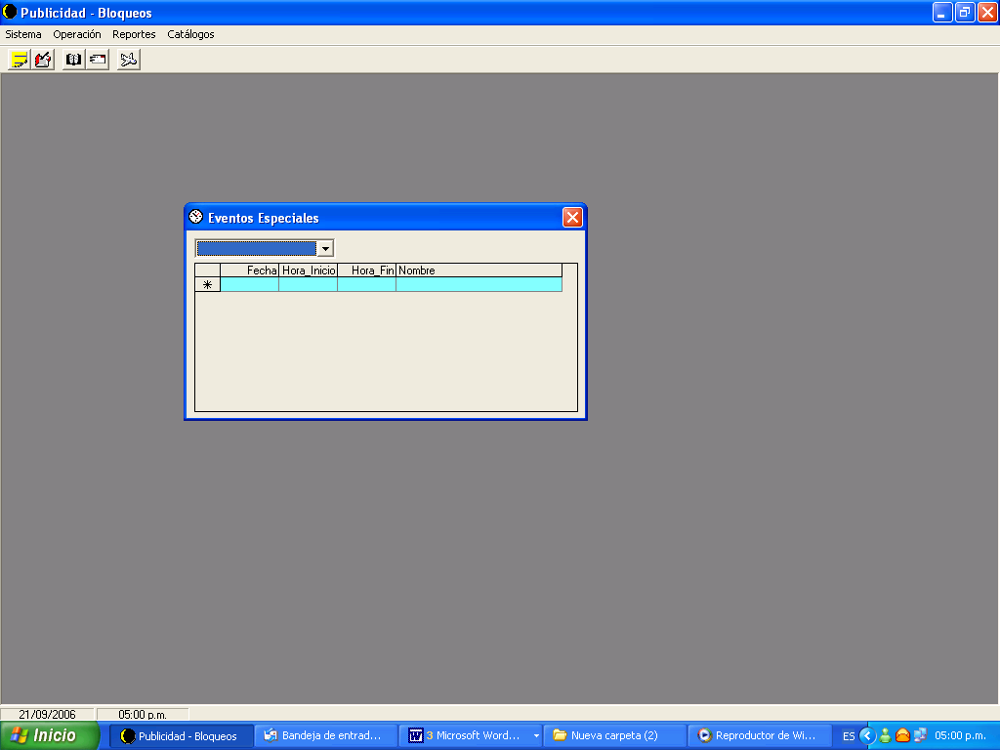 Publicidad - Bloqueos
Sistema Operación Reportes Catálogos
Eventos Especiales
Fecha Hora_Inicio Hora_Fin Nombre
21/09/2006 05:00 p.m.
Inicio Publicidad - Bloqueos Bandeja de entrad... 3 Microsoft Word... Nueva carpeta (2) Reproductor de Wi... ES 05:00 p.m.